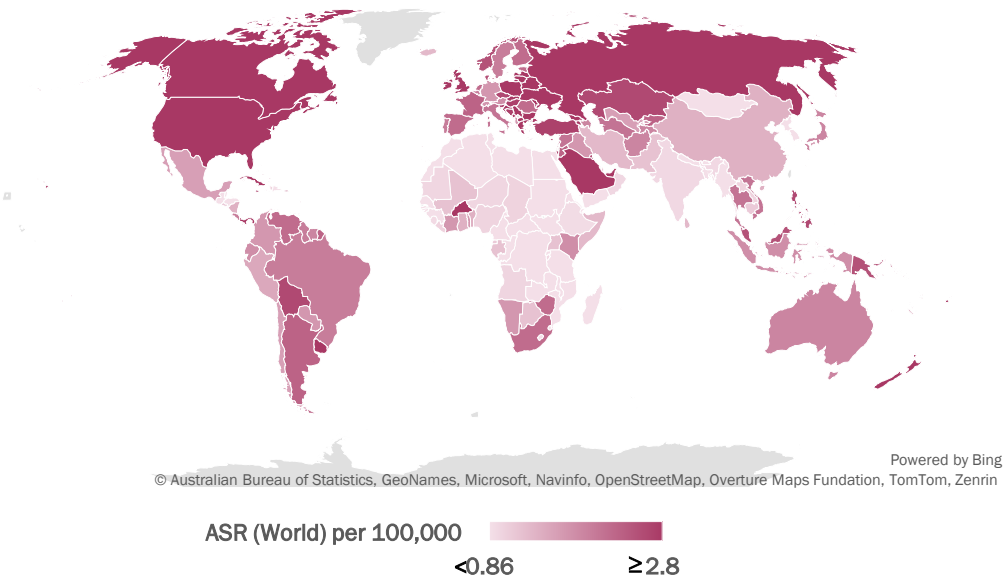 Powered by Bing
© Australian Bureau of Statistics, GeoNames, Microsoft, Navinfo, OpenStreetMap, Overture Maps Fundation, TomTom, Zenrin
ASR (World) per 100,000
<0.86 ≥2.8